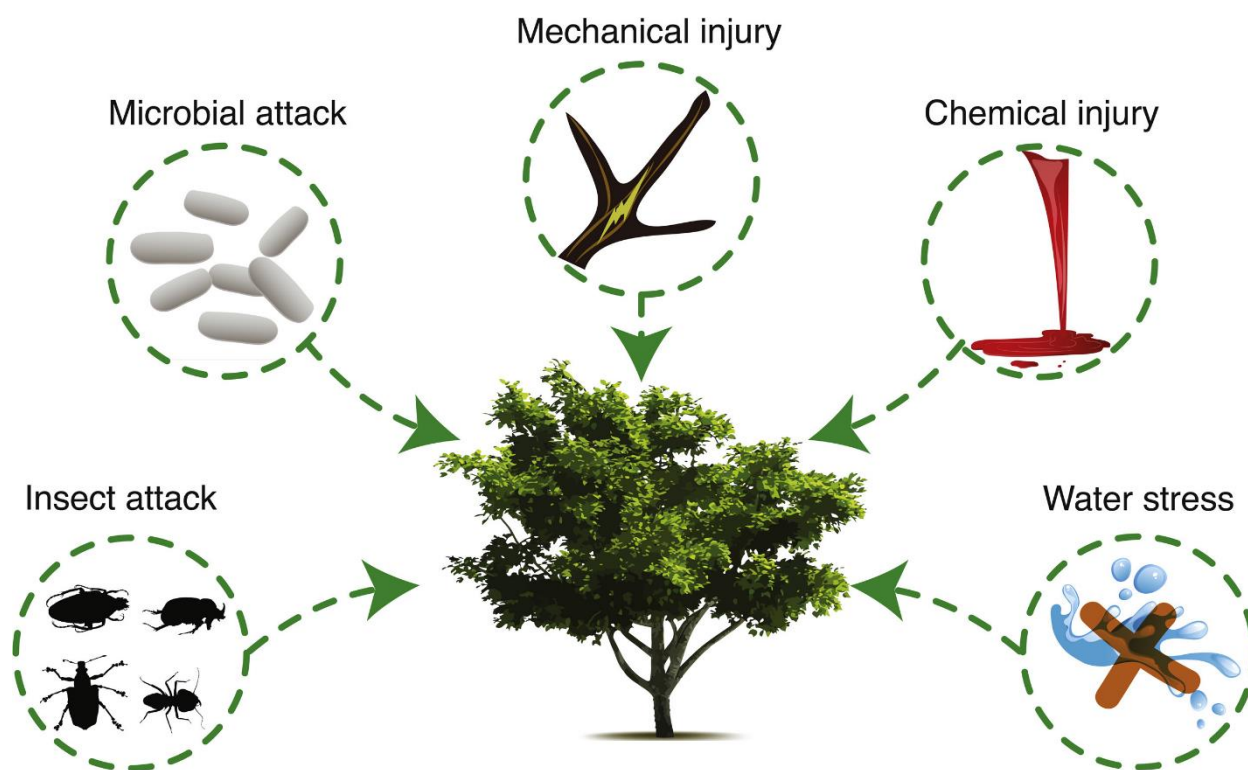 Mechanical injury
Microbial attack
Chemical injury
Insect attack
Water stress